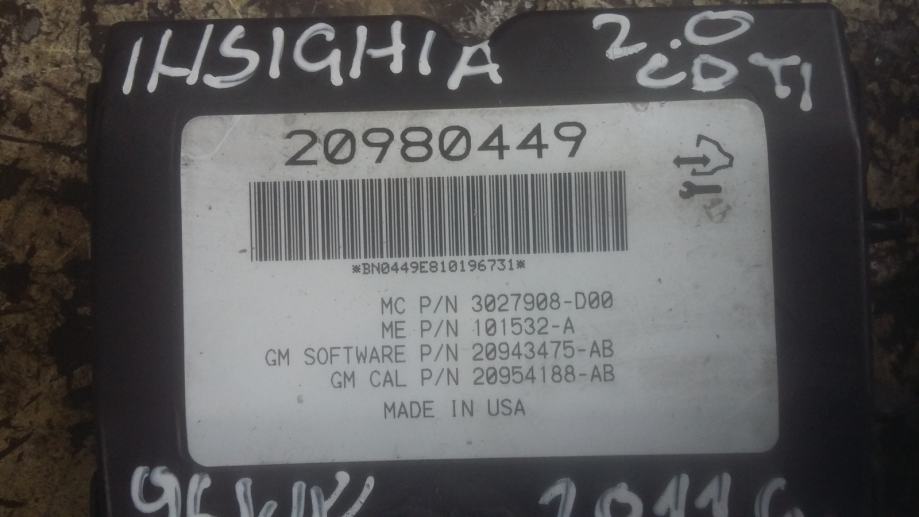 INSIGHIA 2.0
CDTI
20980449
*BN0449E810196731*
MC P/N 3027908-D00
ME P/N 101532-A
GM SOFTWARE P/N 20943475-AB
GM CAL P/N 20954188-AB
MADE IN USA
2011G